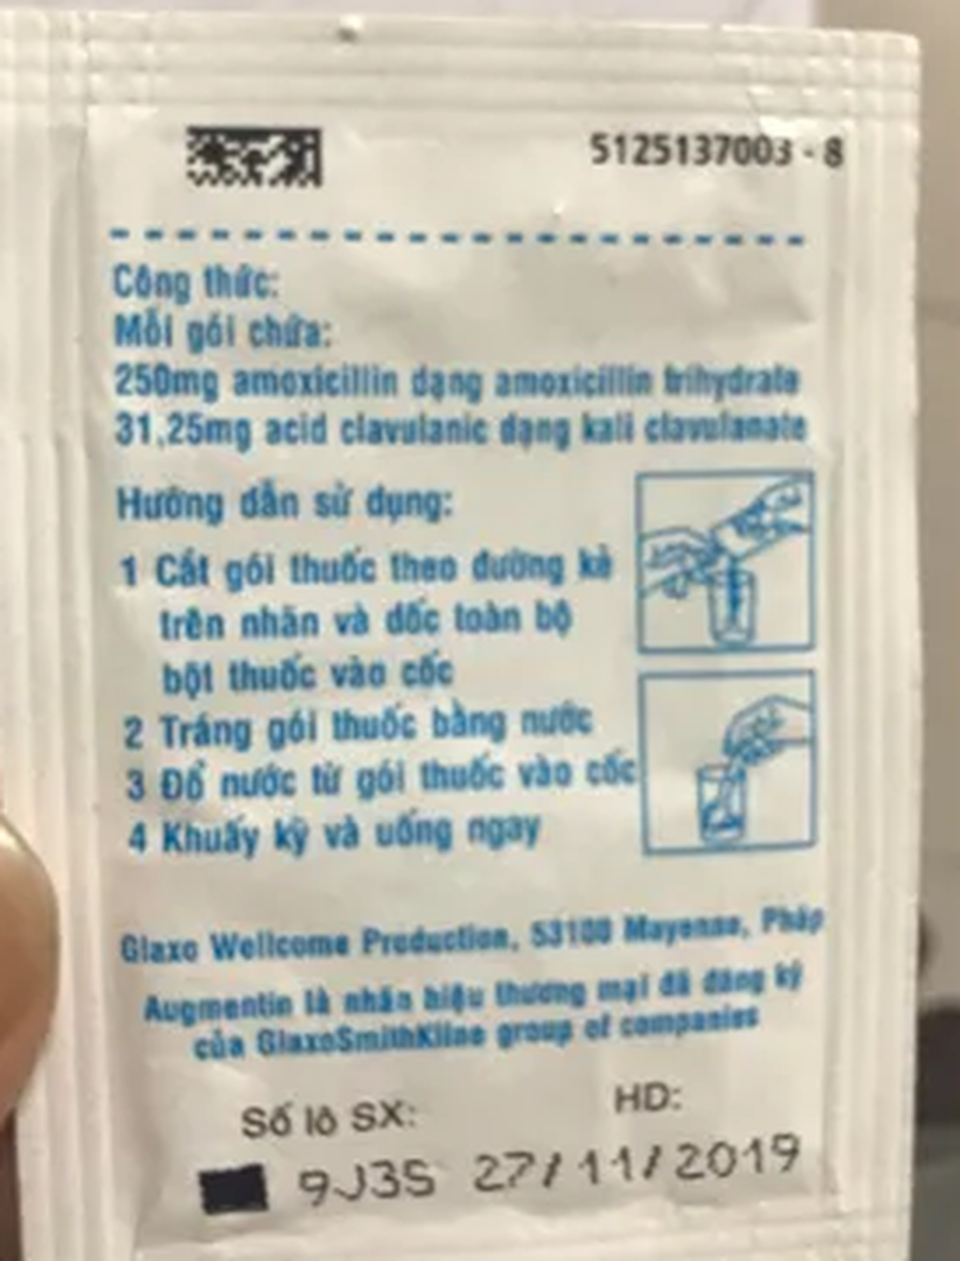 5125137003 - 8
Công thức:
Mỗi gói chứa:
250mg amoxicillin dạng amoxicillin trihydrate
31,25mg acid clavulanic dạng kali clavulanate
Hướng dẫn sử dụng:
1 Cắt gói thuốc theo đường kẻ
trên nhãn và dốc toàn bộ
bột thuốc vào cốc
2 Tráng gói thuốc bằng nước
3 Đổ nước từ gói thuốc vào cốc
4 Khuấy kỹ và uống ngay
Glaxo Wellcome Production, 53100 Mayenne, Pháp
Augmentin là nhãn hiệu thương mại đã đăng ký
của GlaxoSmithKline group of companies
Số lô SX: HD:
9J3S 27/11/2019